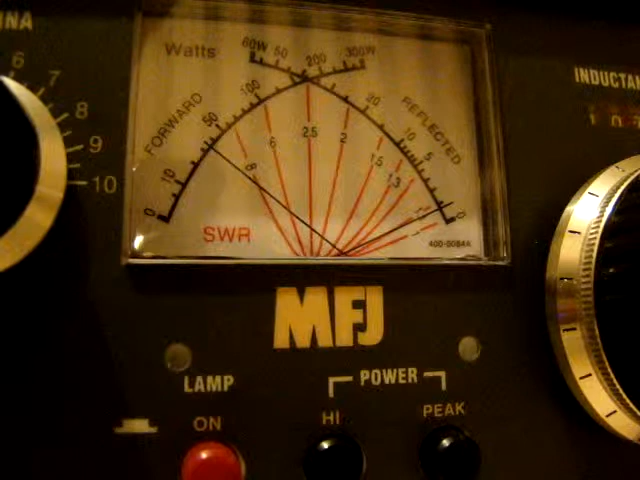 NNA
6
7
8
9
10
Watts
60W 50 200 300W
FORWARD
0 10 50 100
REFLECTED
20 10 5 0
8 6 2.5 2 1.5 1.3
SWR
400-0084A
INDUCTAN
MFJ
LAMP
ON
POWER
HI
PEAK